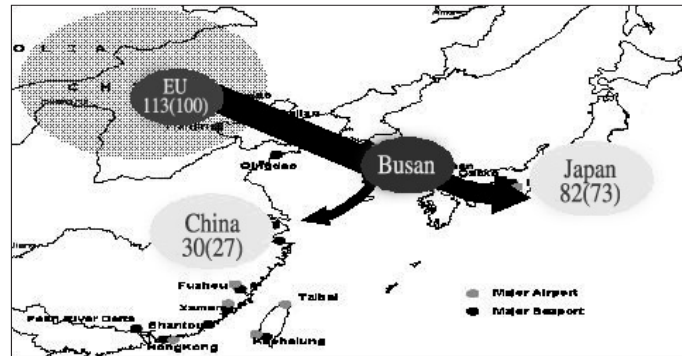 O L I A
C H
EU
113(100)
Qingdao
Busan
Osaka
Japan
82(73)
China
30(27)
Fuzhou
Taibei
Xiamen
Pearl River Delta
Shantou
HongKong
Major Airport
Major Seaport